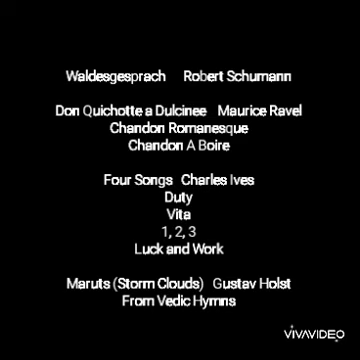 Waldesgesprach Robert Schumann
Don Quichotte a Dulcinee Maurice Ravel
Chandon Romanesque
Chandon A Boire
Four Songs Charles Ives
Duty
Vita
1, 2, 3
Luck and Work
Maruts (Storm Clouds) Gustav Holst
From Vedic Hymns
VIVAVIDEO